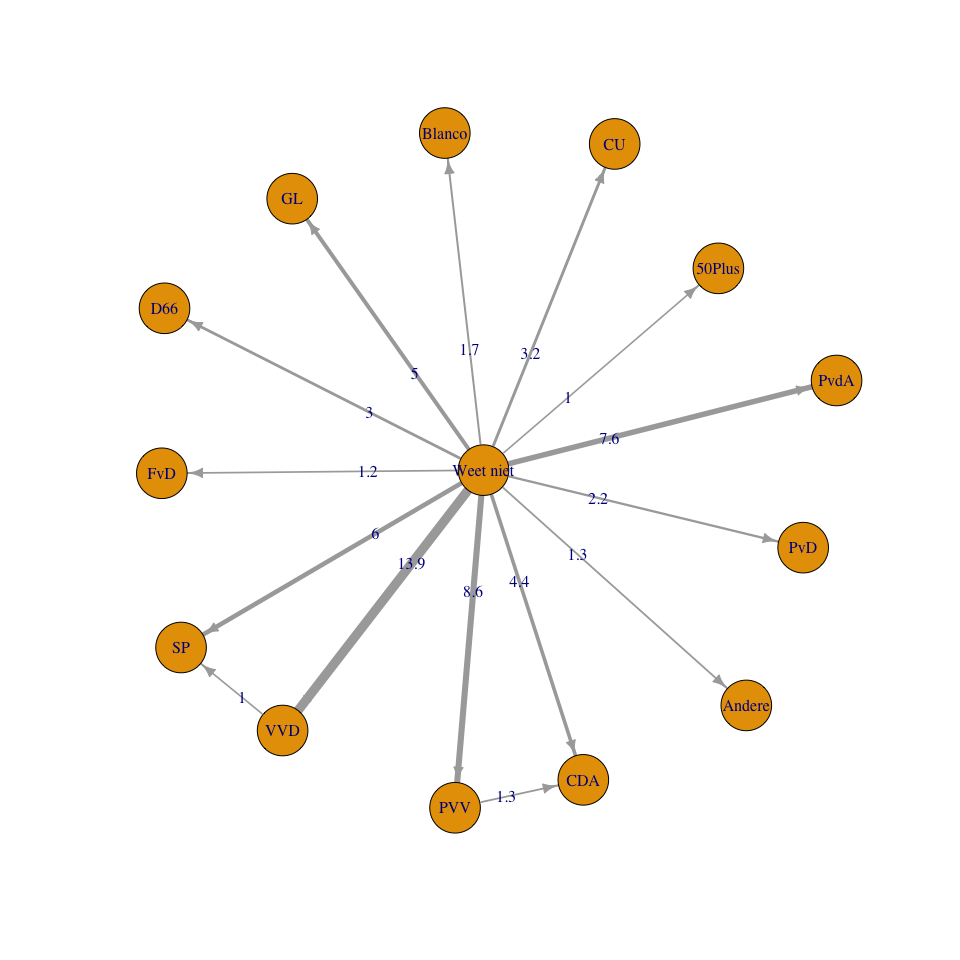 Blanco
CU
GL
50Plus
D66
1.7
3.2
PvdA
5
1
3
7.6
Weet niet
FvD
1.2
2.2
6
PvD
13.9
1.3
8.6
4.4
SP
1
Andere
VVD
CDA
1.3
PVV